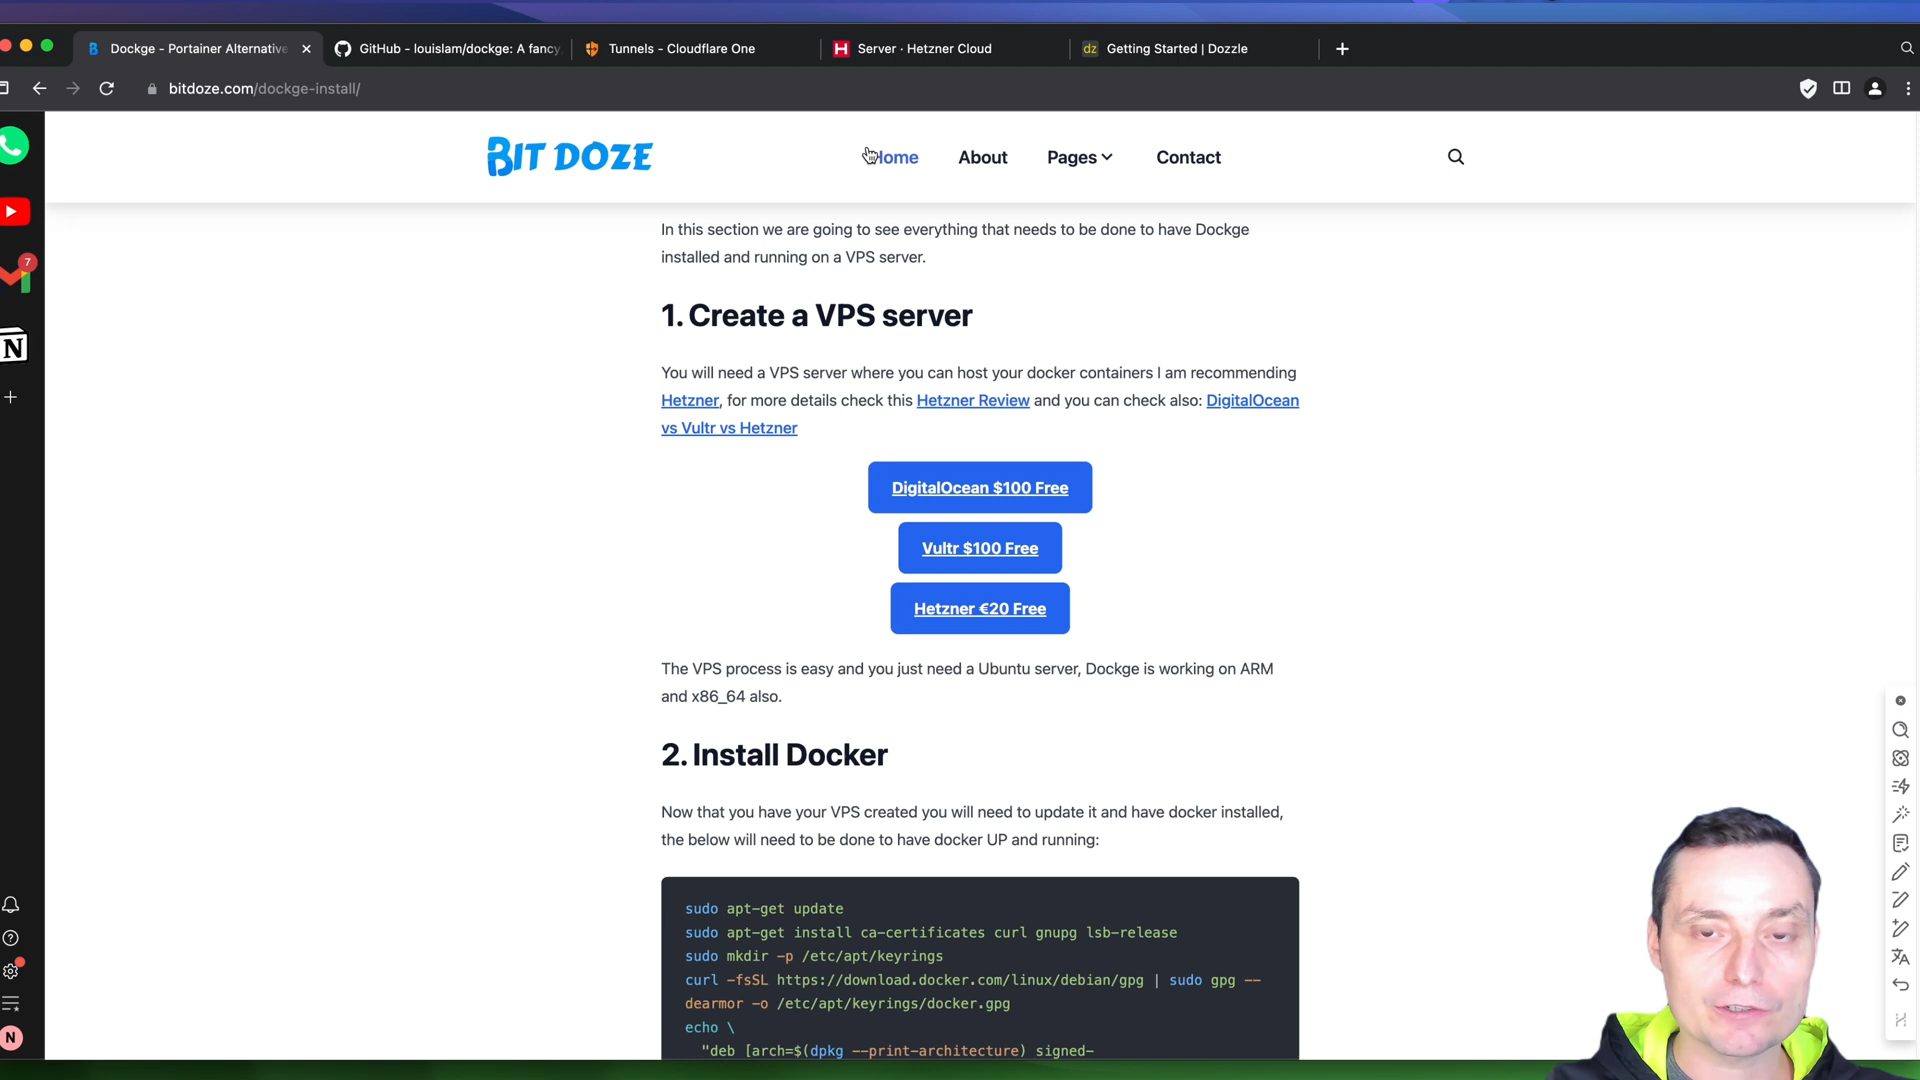 Dockge - Portainer Alternative
GitHub - louislam/dockge: A fancy,
Tunnels - Cloudflare One
Server · Hetzner Cloud
dz Getting Started | Dozzle
bitdoze.com/dockge-install/
BIT DOZE
Home
About
Pages
Contact
7
N
In this section we are going to see everything that needs to be done to have Dockge
installed and running on a VPS server.
1. Create a VPS server
You will need a VPS server where you can host your docker containers I am recommending
Hetzner, for more details check this Hetzner Review and you can check also: DigitalOcean
vs Vultr vs Hetzner
DigitalOcean $100 Free
Vultr $100 Free
Hetzner €20 Free
The VPS process is easy and you just need a Ubuntu server, Dockge is working on ARM
and x86_64 also.
2. Install Docker
Now that you have your VPS created you will need to update it and have docker installed,
the below will need to be done to have docker UP and running:
sudo apt-get update
sudo apt-get install ca-certificates curl gnupg lsb-release
sudo mkdir -p /etc/apt/keyrings
curl -fsSL https://download.docker.com/linux/debian/gpg | sudo gpg --
dearmor -o /etc/apt/keyrings/docker.gpg
echo \
"deb [arch=$(dpkg --print-architecture) signed-
N